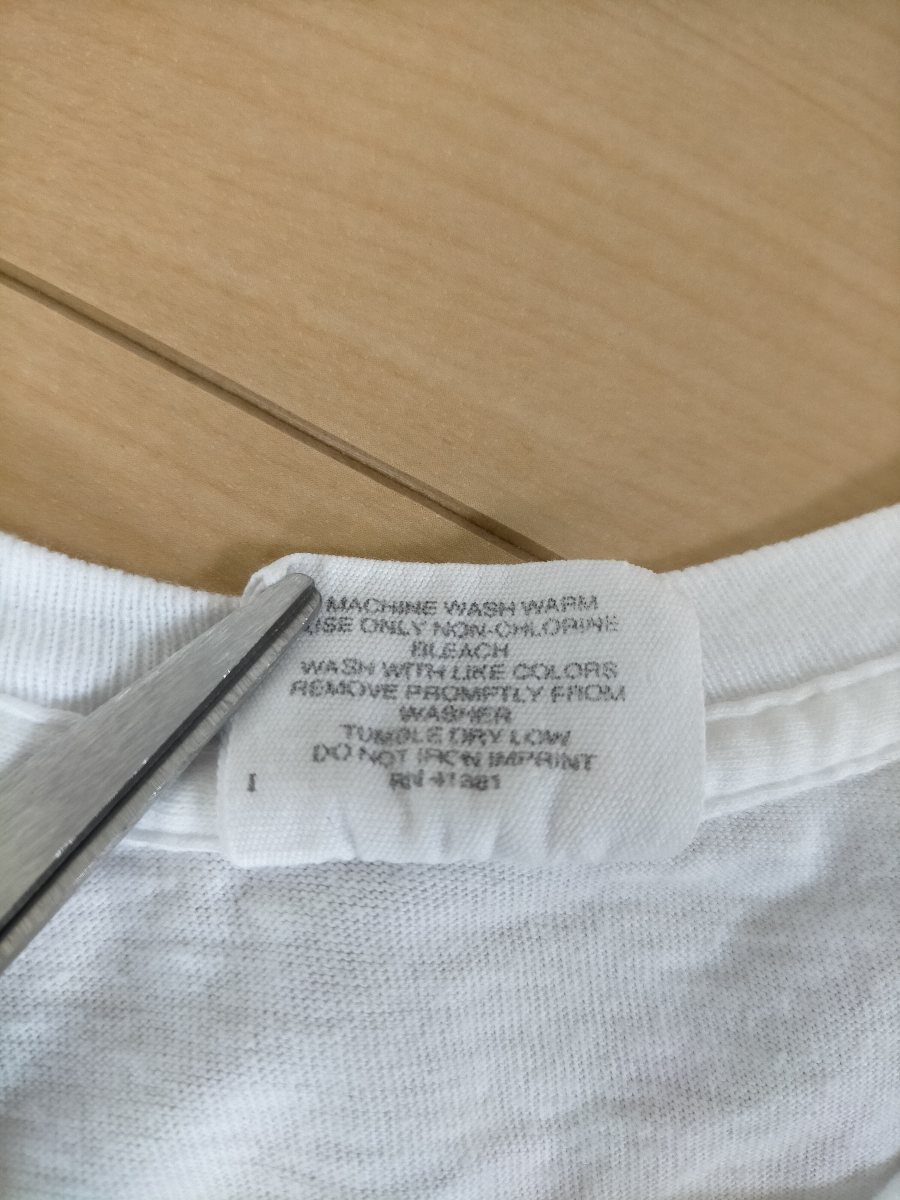 MACHINE WASH WARM
USE ONLY NON-CHLORINE
BLEACH
WASH WITH LIKE COLORS
REMOVE PROMPTLY FROM
WASHER
TUMBLE DRY LOW
DO NOT IRON IMPRINT
RN 41381
I